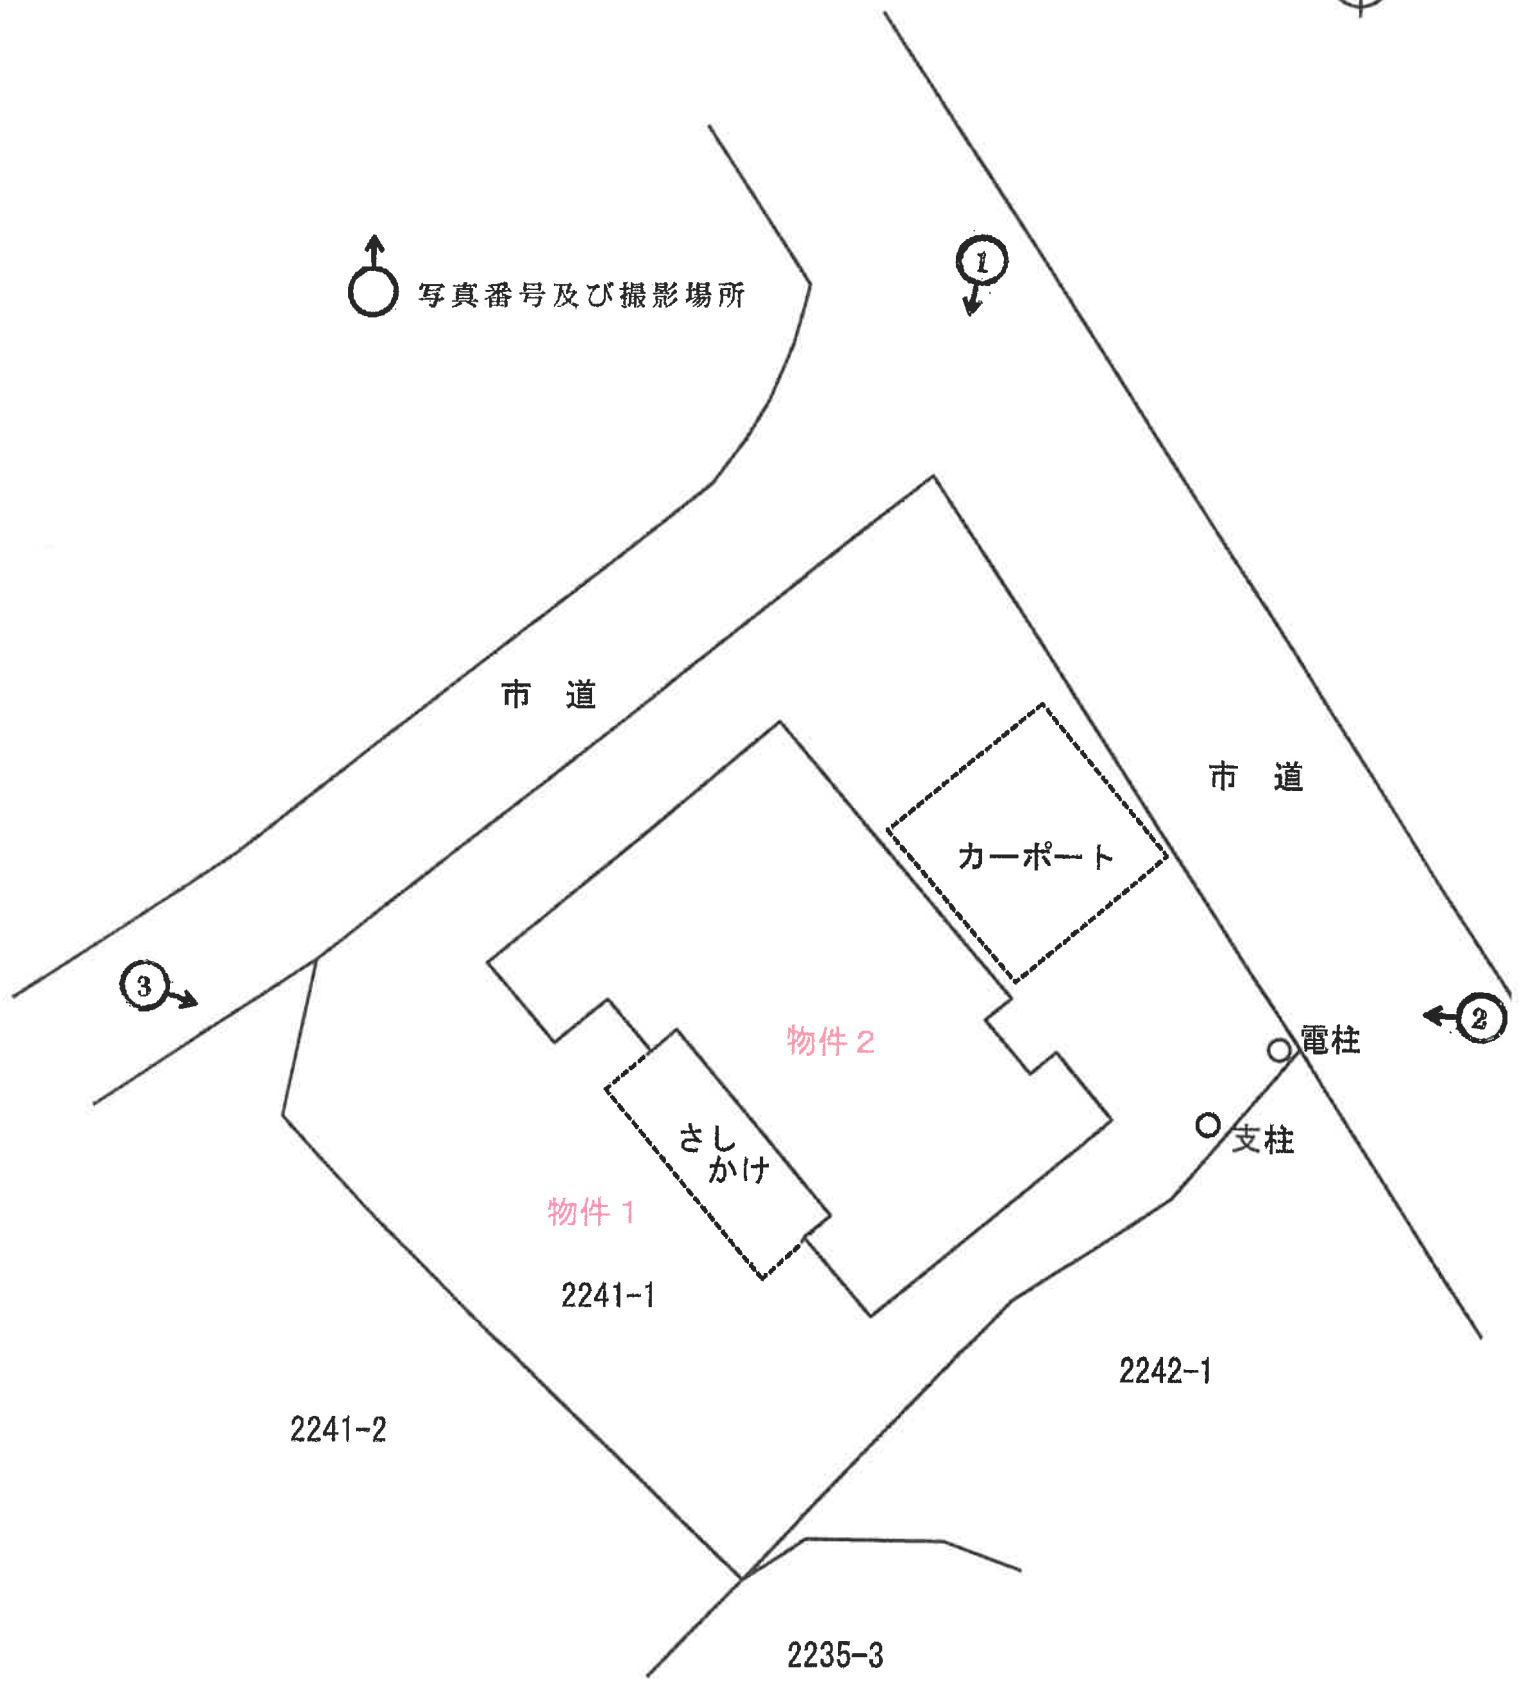 ①
写真番号及び撮影場所
市 道
市 道
カーポート
③
②
物件2
電柱
さし
かけ
支柱
物件1
2241-1
2242-1
2241-2
2235-3